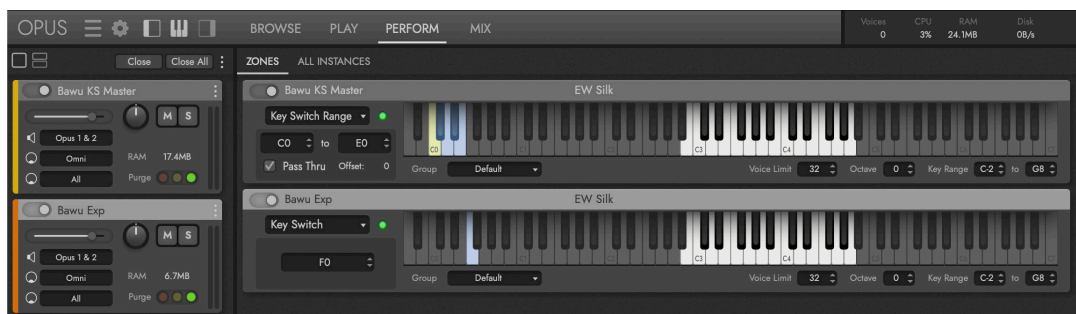 OPUS BROWSE PLAY PERFORM MIX Voices CPU RAM Disk
0 3% 24.1MB 0B/s
Close Close All ZONES ALL INSTANCES
Bawu KS Master
M S
Opus 1 & 2
Omni RAM 17.4MB
All Purge
Bawu Exp
M S
Opus 1 & 2
Omni RAM 6.7MB
All Purge
Bawu KS Master EW Silk
Key Switch Range
C0 to E0
Pass Thru Offset: 0
C0 C1 C3 C4 C7
Group Default Voice Limit 32 Octave 0 Key Range C-2 to G8
Bawu Exp EW Silk
Key Switch
F0
C3 C4 C7
Group Default Voice Limit 32 Octave 0 Key Range C-2 to G8